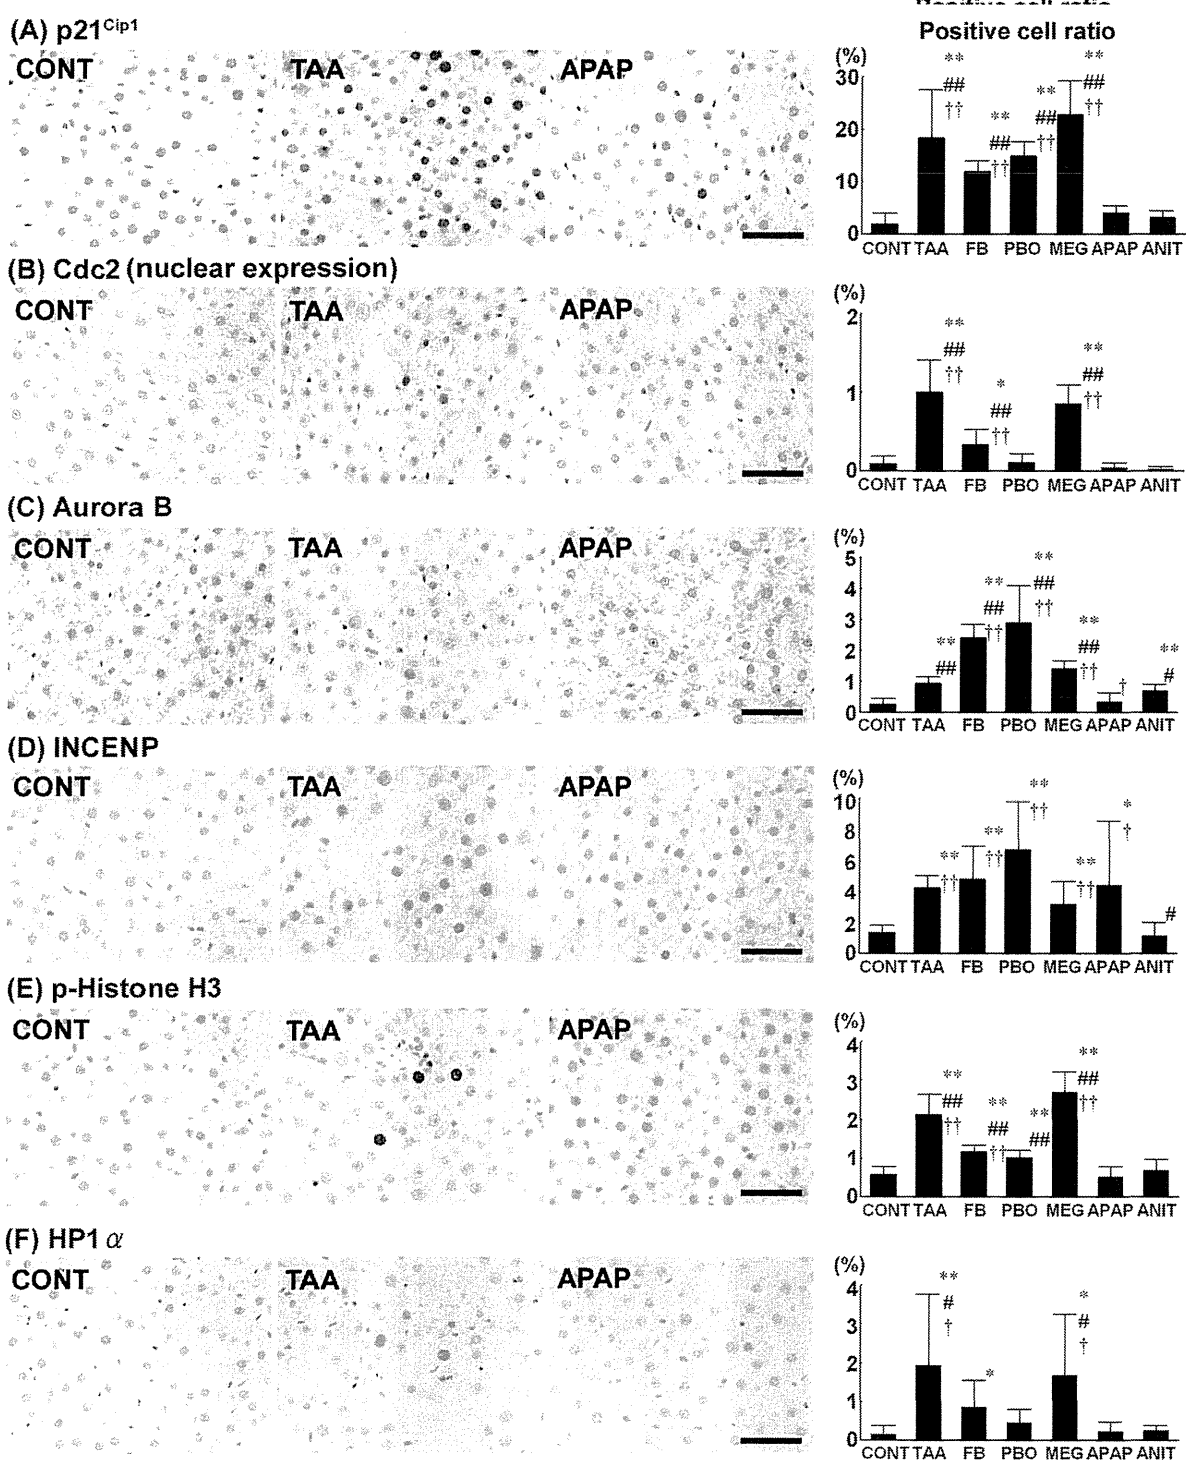 Positive cell ratio
(A) p21Cip1
Positive cell ratio
CONT TAA APAP
(%)
30
20
10
0
** ## ††
** ## ††
** ## ††
** ## ††
CONT TAA FB PBO MEG APAP ANIT
(B) Cdc2 (nuclear expression)
CONT TAA APAP
(%)
2
1
0
** ## ††
* ## ††
** ## ††
CONT TAA FB PBO MEG APAP ANIT
(C) Aurora B
CONT TAA APAP
(%)
5
4
3
2
1
0
** ##
** ## ††
** ## ††
** ## ††
†
** #
CONT TAA FB PBO MEG APAP ANIT
(D) INCENP
CONT TAA APAP
(%)
10
8
6
4
2
0
** ††
** ††
** ††
** ††
* †
#
CONT TAA FB PBO MEG APAP ANIT
(E) p-Histone H3
CONT TAA APAP
(%)
4
3
2
1
0
** ## ††
** ## ††
** ##
** ## ††
CONT TAA FB PBO MEG APAP ANIT
(F) HP1 α
CONT TAA APAP
(%)
4
3
2
1
0
** # †
*
* # †
CONT TAA FB PBO MEG APAP ANIT